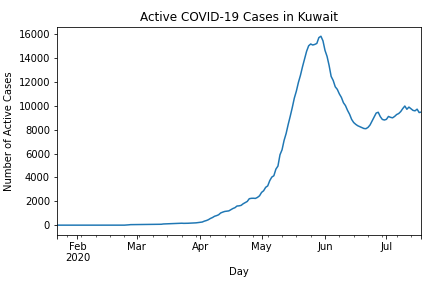 Active COVID-19 Cases in Kuwait
16000
14000
12000
10000
8000
6000
4000
2000
0
Number of Active Cases
Feb Mar Apr May Jun Jul
2020
Day